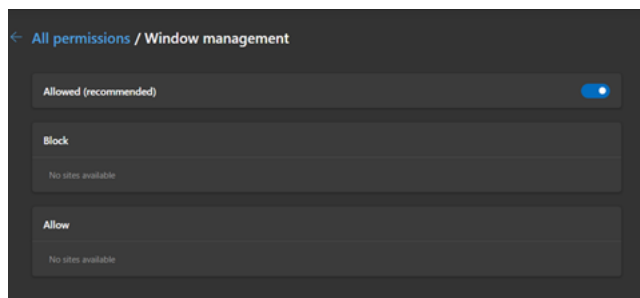 All permissions / Window management
Allowed (recommended)
Block
No sites available
Allow
No sites available